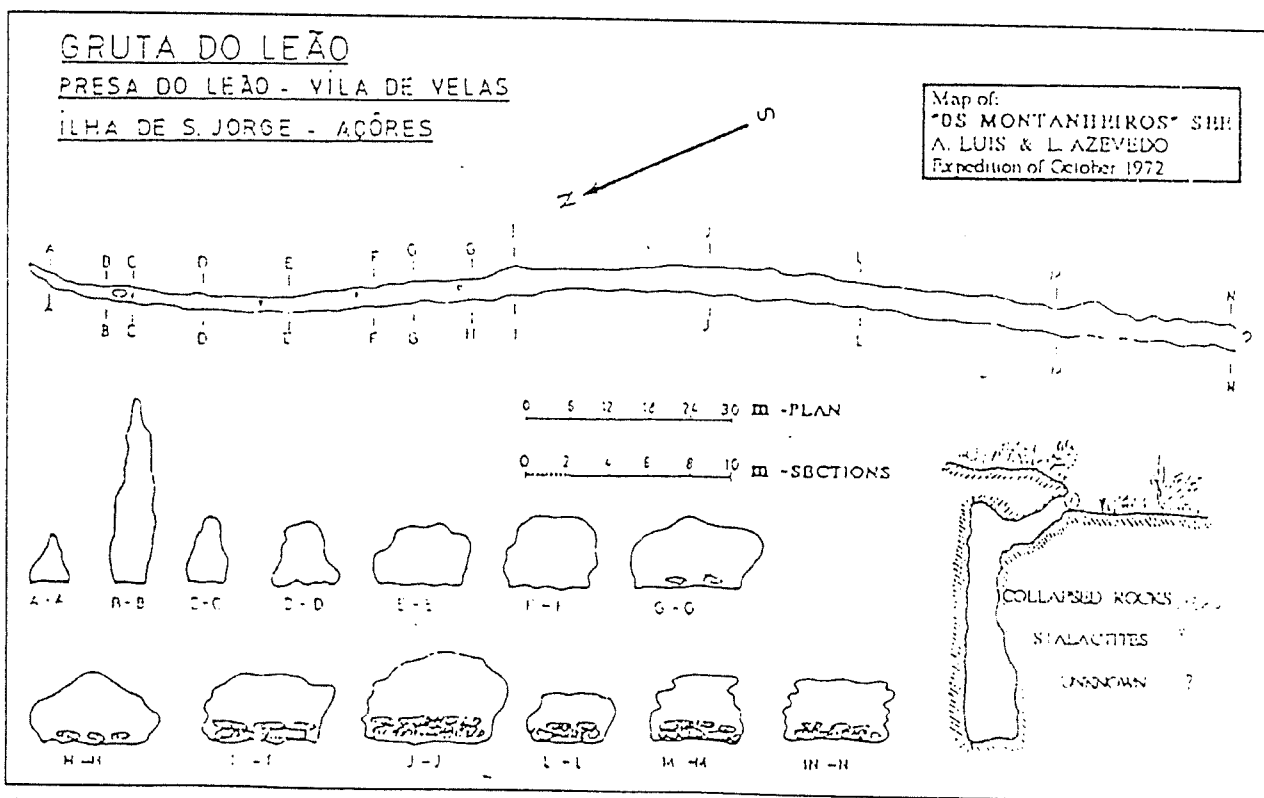 GRUTA DO LEÃO
PRESA DO LEÃO - VILA DE VELAS
ILHA DE S. JORGE - AÇÔRES
Map of:
"OS MONTANHEIROS" SEE
A. LUIS & L. AZEVEDO
Expedition of October 1972
S
N
A B C D E F G G I J L M N
A B C D E F G H I J L M N
0 6 12 18 24 30 m -PLAN
0 2 4 6 8 10 m -SECTIONS
A-A B-B C-C D-D E-E F-F G-G
COLLAPSED ROCKS
STALACTITES
UNKNOWN ?
H-H I-I J-J L-L M-M N-N